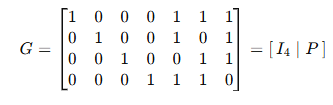 G = [ 1 0 0 0 1 1 1
0 1 0 0 1 0 1
0 0 1 0 0 1 1
0 0 0 1 1 1 0 ] = [ I₄ | P ]